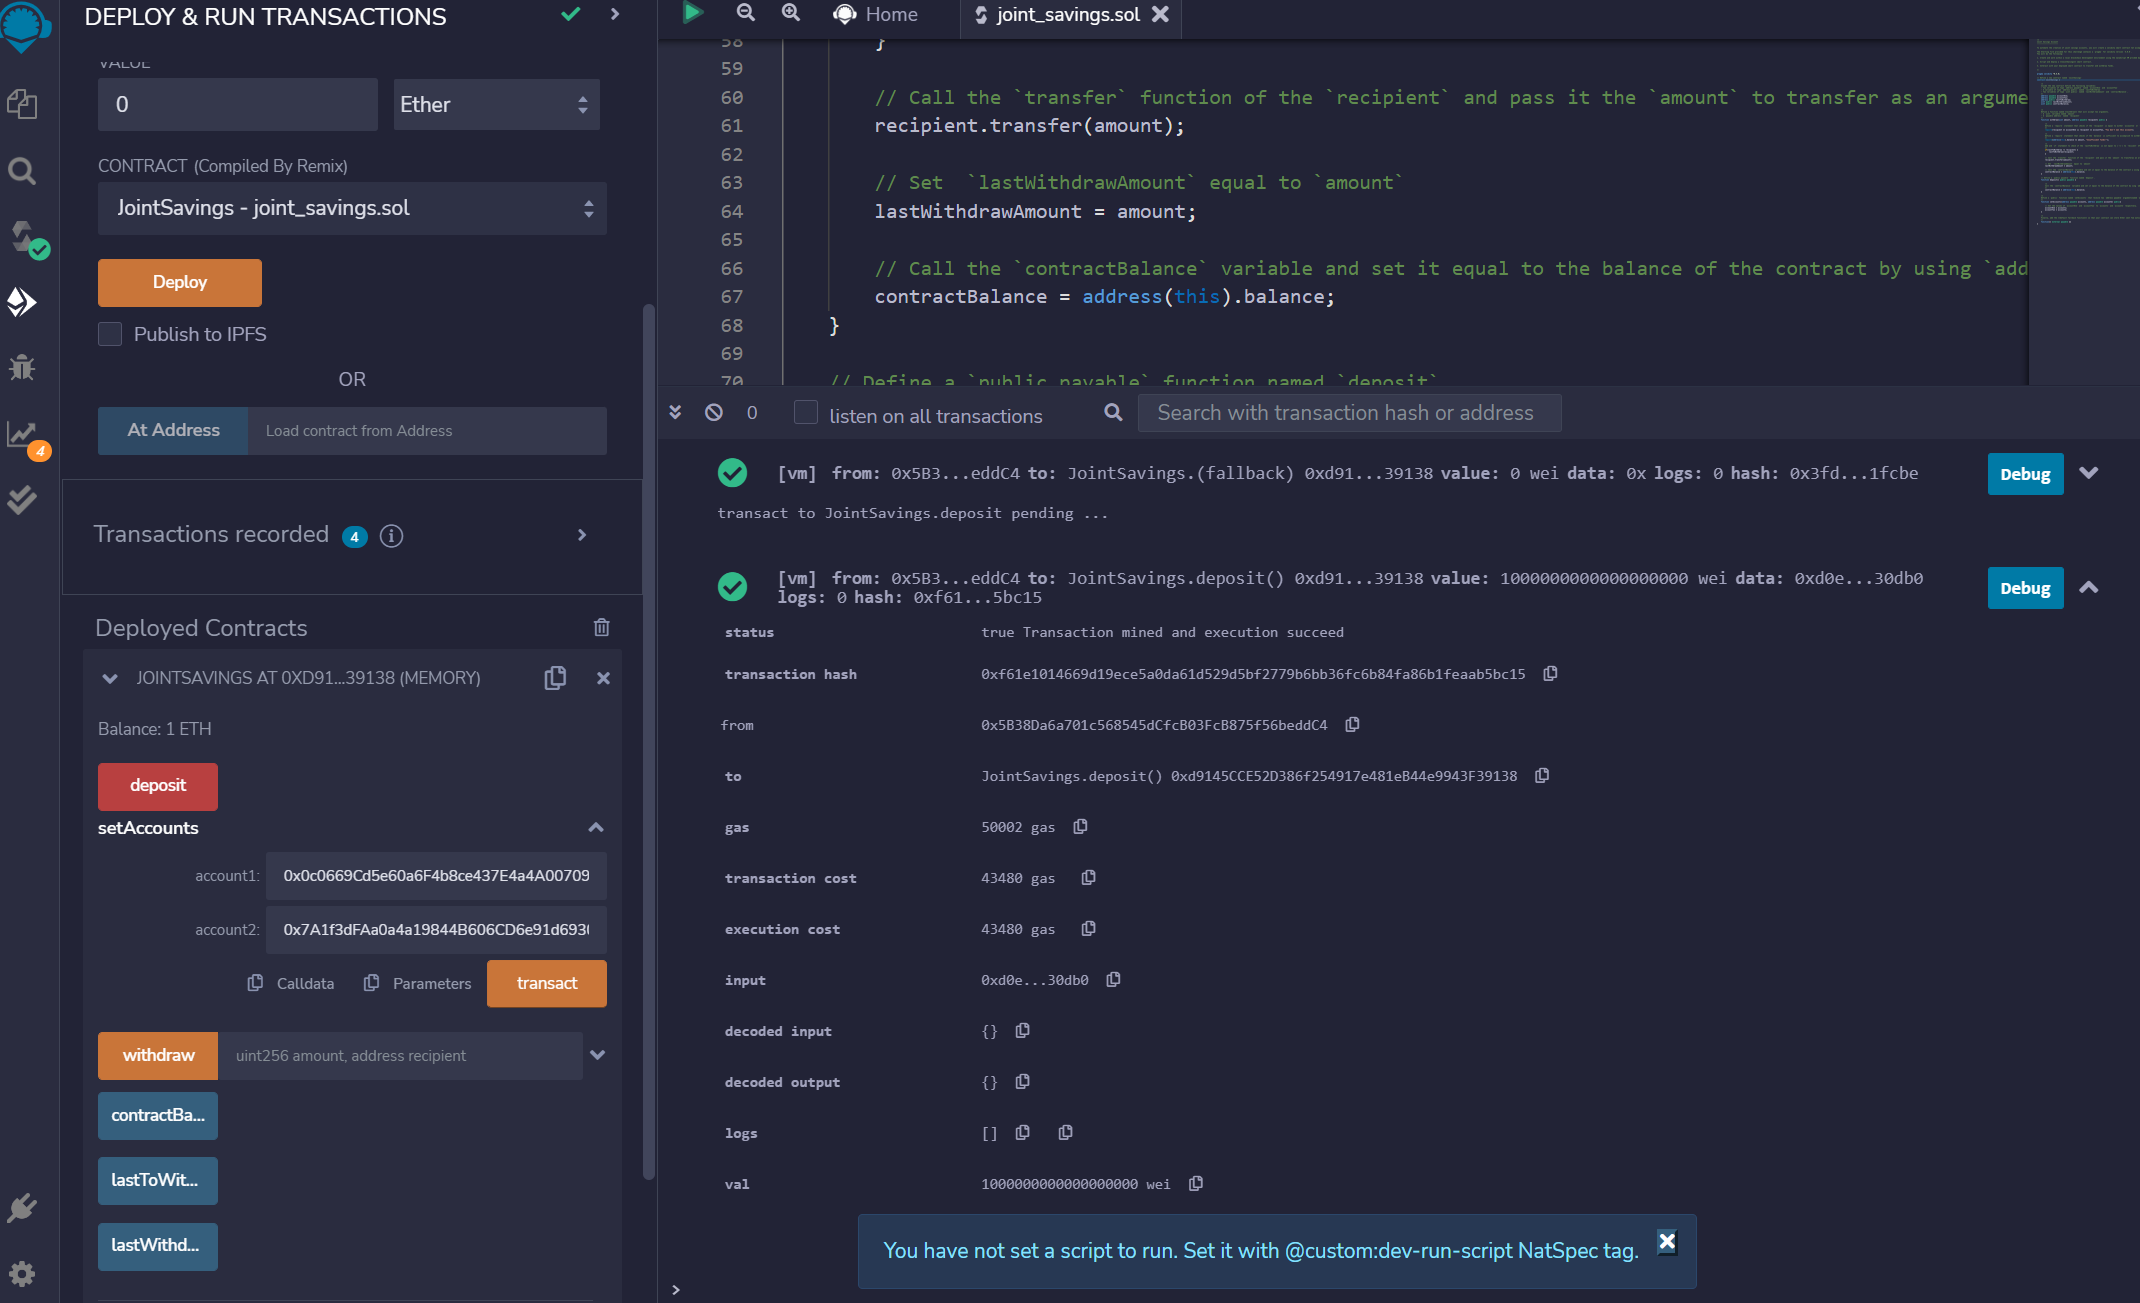 DEPLOY & RUN TRANSACTIONS
VALUE
0
Ether
CONTRACT (Compiled By Remix)
JointSavings - joint_savings.sol
Deploy
Publish to IPFS
OR
At Address
Load contract from Address
Transactions recorded 4
Deployed Contracts
JOINTSAVINGS AT 0XD91...39138 (MEMORY)
Balance: 1 ETH
deposit
setAccounts
account1: 0x0c0669Cd5e60a6F4b8ce437E4a4A00709
account2: 0x7A1f3dFAa0a4a19844B606CD6e91d693
Calldata
Parameters
transact
withdraw
uint256 amount, address recipient
contractBa...
lastToWit...
lastWithd...
4
Home
joint_savings.sol
58 }
59
60 // Call the `transfer` function of the `recipient` and pass it the `amount` to transfer as an argume
61 recipient.transfer(amount);
62
63 // Set  `lastWithdrawAmount` equal to `amount`
64 lastWithdrawAmount = amount;
65
66 // Call the `contractBalance` variable and set it equal to the balance of the contract by using `add
67 contractBalance = address(this).balance;
68 }
69
70 // Define a `public payable` function named `deposit`
0
listen on all transactions
Search with transaction hash or address
[vm] from: 0x5B3...eddC4 to: JointSavings.(fallback) 0xd91...39138 value: 0 wei data: 0x logs: 0 hash: 0x3fd...1fcbe
Debug
transact to JointSavings.deposit pending ...
[vm] from: 0x5B3...eddC4 to: JointSavings.deposit() 0xd91...39138 value: 1000000000000000000 wei data: 0xd0e...30db0
logs: 0 hash: 0xf61...5bc15
Debug
status true Transaction mined and execution succeed
transaction hash 0xf61e1014669d19ece5a0da61d529d5bf2779b6bb36fc6b84fa86b1feaab5bc15
from 0x5B38Da6a701c568545dCfcB03FcB875f56beddC4
to JointSavings.deposit() 0xd9145CCE52D386f254917e481eB44e9943F39138
gas 50002 gas
transaction cost 43480 gas
execution cost 43480 gas
input 0xd0e...30db0
decoded input {}
decoded output {}
logs []
val 1000000000000000000 wei
You have not set a script to run. Set it with @custom:dev-run-script NatSpec tag.
>